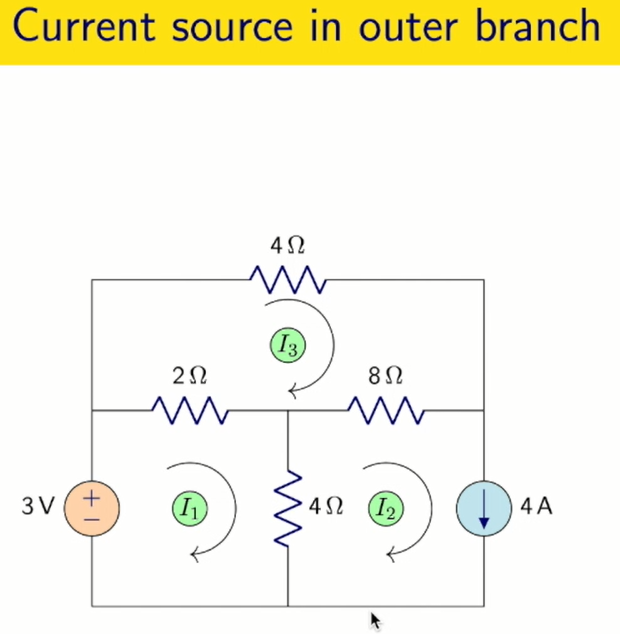 Current source in outer branch
4 Ω
I3
2 Ω
8 Ω
3 V
+
−
I1
4 Ω
I2
4 A